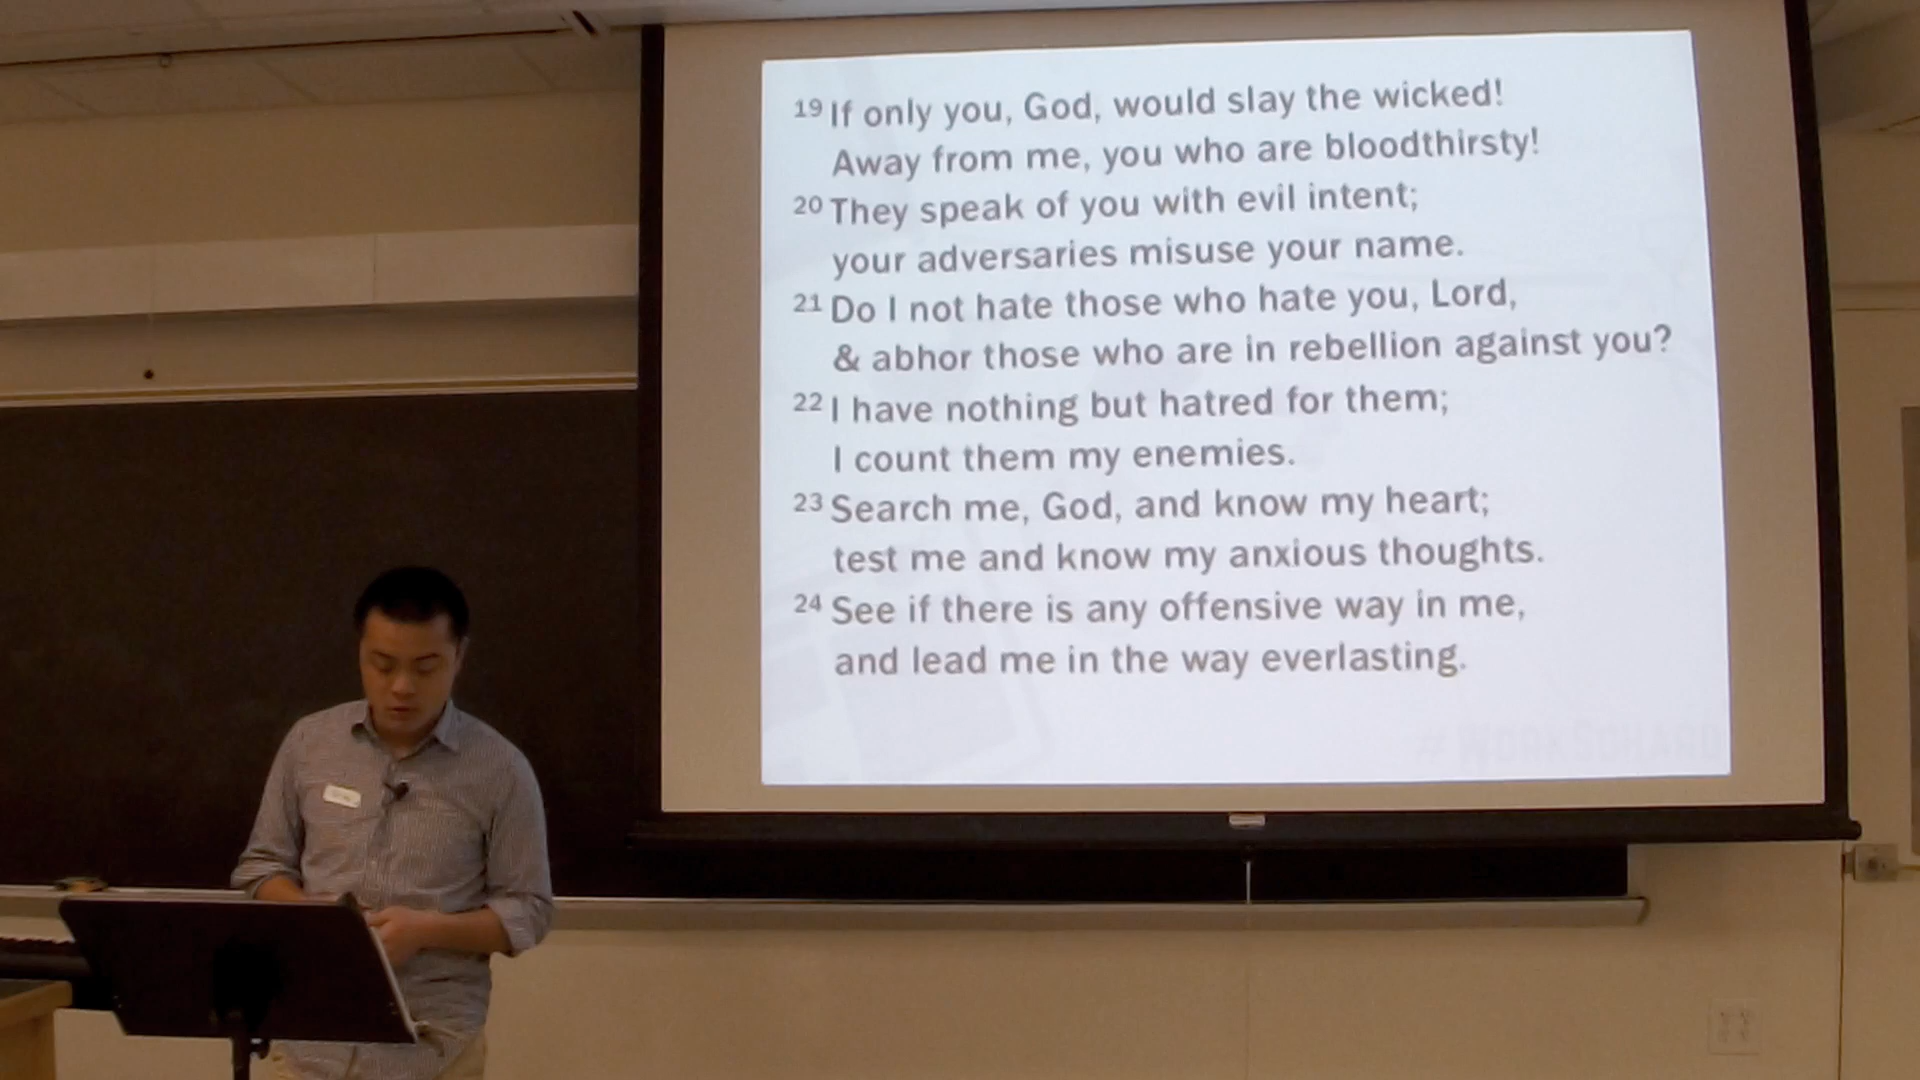 19 If only you, God, would slay the wicked!
Away from me, you who are bloodthirsty!
20 They speak of you with evil intent;
your adversaries misuse your name.
21 Do I not hate those who hate you, Lord,
& abhor those who are in rebellion against you?
22 I have nothing but hatred for them;
I count them my enemies.
23 Search me, God, and know my heart;
test me and know my anxious thoughts.
24 See if there is any offensive way in me,
and lead me in the way everlasting.